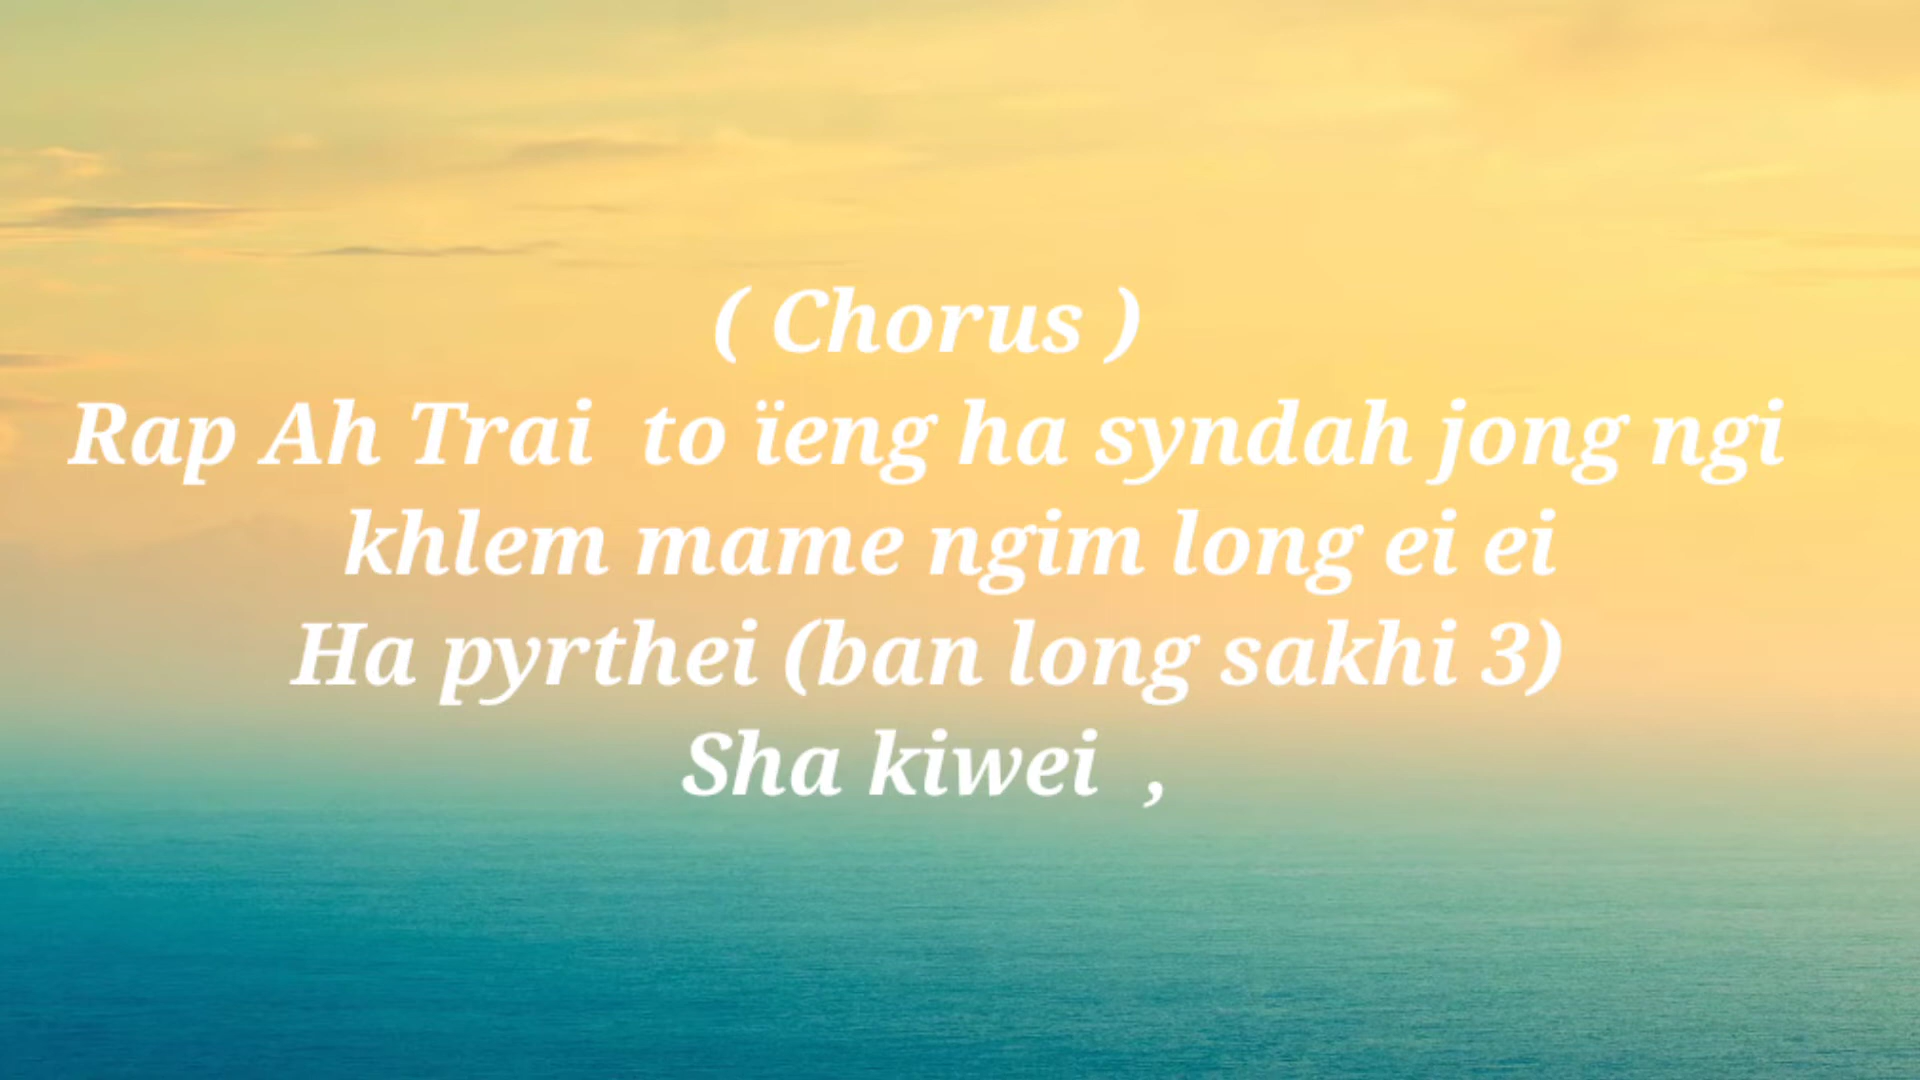 ( Chorus )
Rap Ah Trai to ïeng ha syndah jong ngi
khlem mame ngim long ei ei
Ha pyrthei (ban long sakhi 3)
Sha kiwei ,